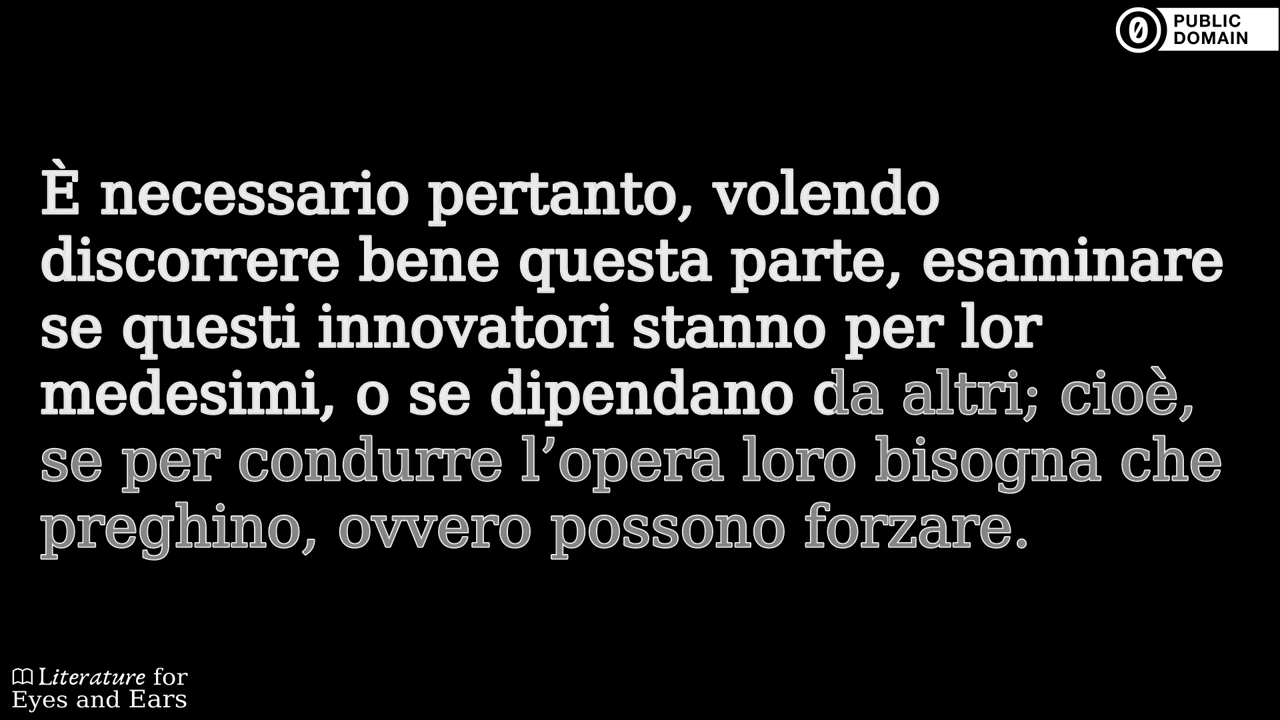 PUBLIC
DOMAIN
È necessario pertanto, volendo
discorrere bene questa parte, esaminare
se questi innovatori stanno per lor
medesimi, o se dipendano da altri; cioè,
se per condurre l’opera loro bisogna che
preghino, ovvero possono forzare.
Literature for
Eyes and Ears